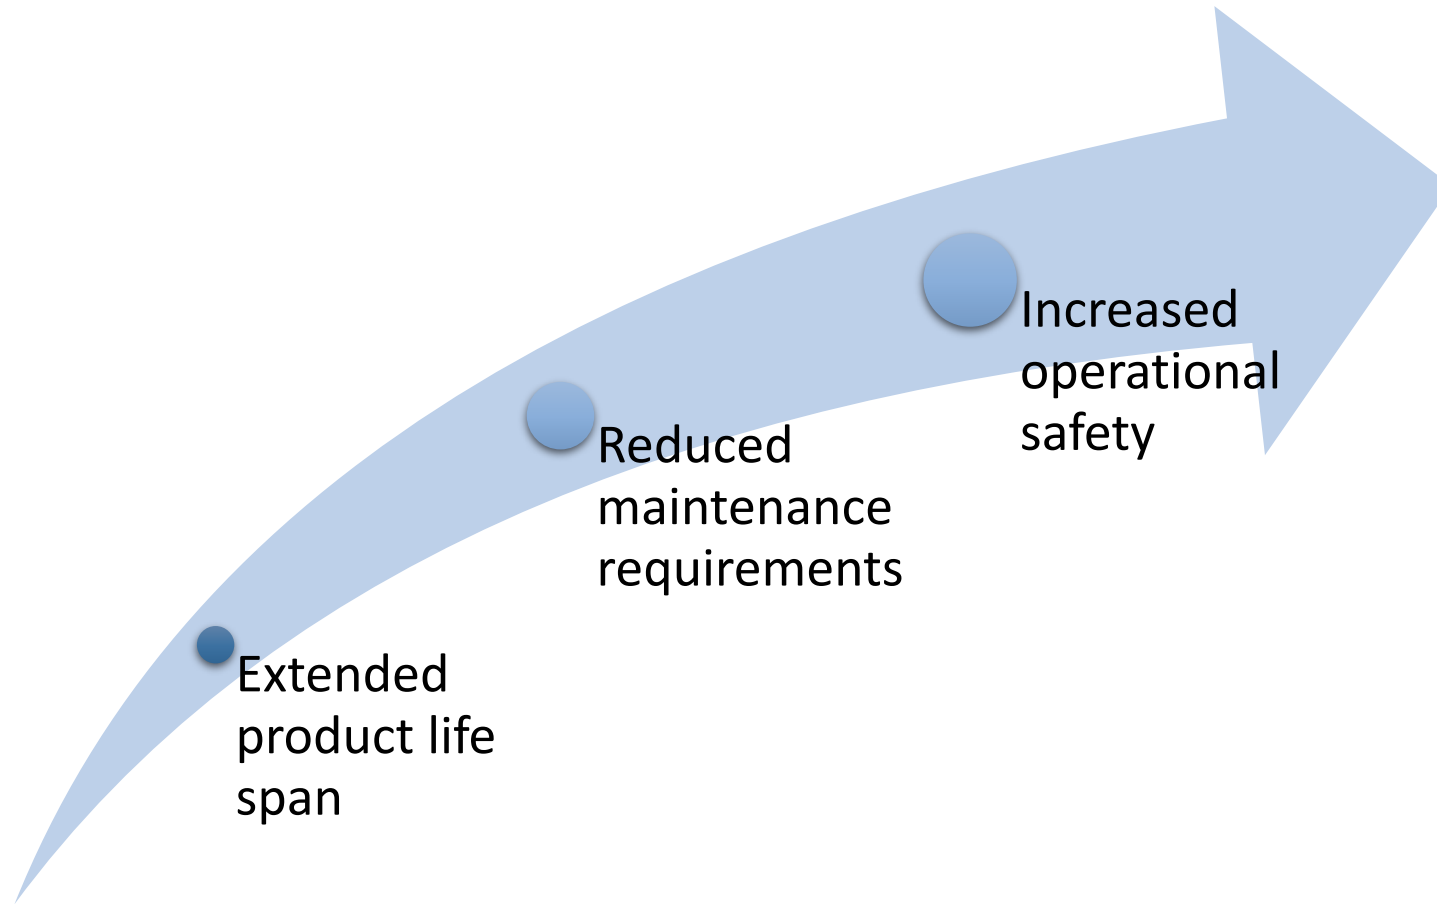 Increased
operational
safety
Reduced
maintenance
requirements
Extended
product life
span